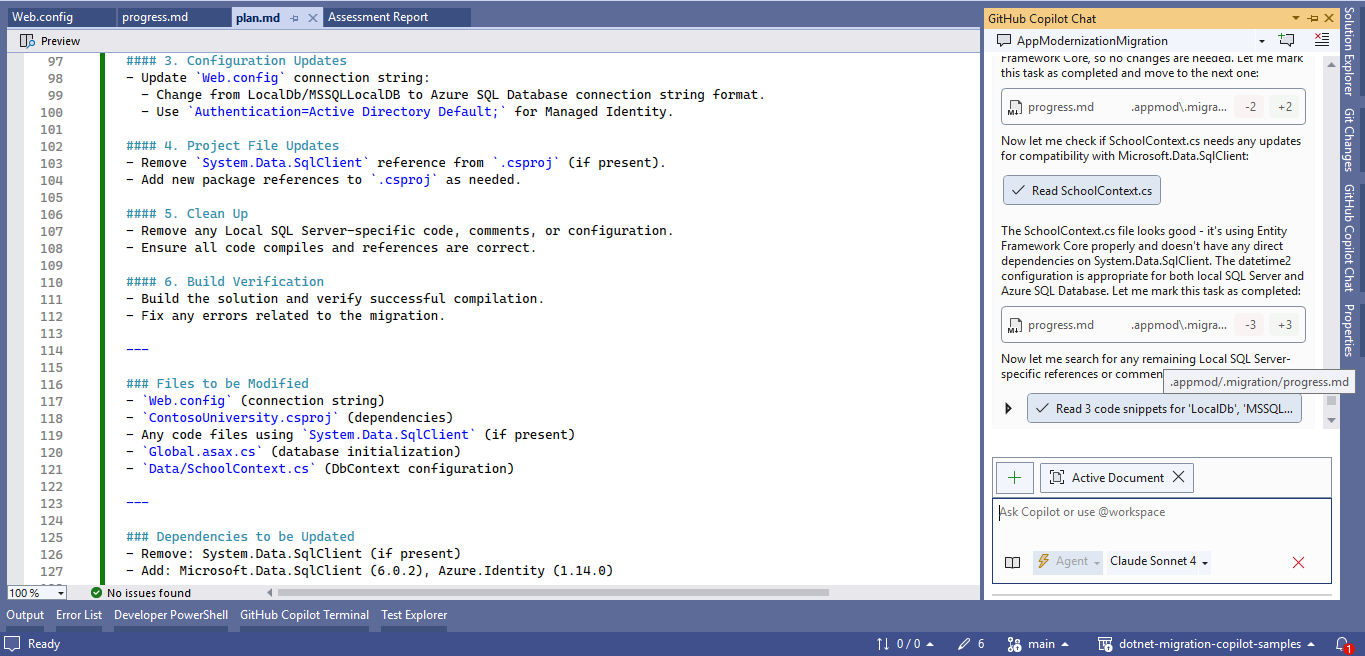 Web.config
progress.md
plan.md
Assessment Report
Preview
97 #### 3. Configuration Updates
98 - Update `Web.config` connection string:
99 - Change from LocalDb/MSSQLLocalDB to Azure SQL Database connection string format.
100 - Use `Authentication=Active Directory Default;` for Managed Identity.
101
102 #### 4. Project File Updates
103 - Remove `System.Data.SqlClient` reference from `.csproj` (if present).
104 - Add new package references to `.csproj` as needed.
105
106 #### 5. Clean Up
107 - Remove any Local SQL Server-specific code, comments, or configuration.
108 - Ensure all code compiles and references are correct.
109
110 #### 6. Build Verification
111 - Build the solution and verify successful compilation.
112 - Fix any errors related to the migration.
113
114 ---
115
116 ### Files to be Modified
117 - `Web.config` (connection string)
118 - `ContosoUniversity.csproj` (dependencies)
119 - Any code files using `System.Data.SqlClient` (if present)
120 - `Global.asax.cs` (database initialization)
121 - `Data/SchoolContext.cs` (DbContext configuration)
122
123 ---
124
125 ### Dependencies to be Updated
126 - Remove: System.Data.SqlClient (if present)
127 - Add: Microsoft.Data.SqlClient (6.0.2), Azure.Identity (1.14.0)
100 %
No issues found
GitHub Copilot Chat
AppModernizationMigration
Framework Core, so no changes are needed. Let me mark
this task as completed and move to the next one:
progress.md .appmod\.migra... -2 +2
Now let me check if SchoolContext.cs needs any updates
for compatibility with Microsoft.Data.SqlClient:
Read SchoolContext.cs
The SchoolContext.cs file looks good - it's using Entity
Framework Core properly and doesn't have any direct
dependencies on System.Data.SqlClient. The datetime2
configuration is appropriate for both local SQL Server and
Azure SQL Database. Let me mark this task as completed:
progress.md .appmod\.migra... -3 +3
Now let me search for any remaining Local SQL Server-
specific references or commen
.appmod/.migration/progress.md
Read 3 code snippets for 'LocalDb', 'MSSQL...
Active Document
Ask Copilot or use @workspace
Agent
Claude Sonnet 4
Solution Explorer
Git Changes
GitHub Copilot Chat
Properties
Output
Error List
Developer PowerShell
GitHub Copilot Terminal
Test Explorer
Ready
0 / 0
6
main
dotnet-migration-copilot-samples
1